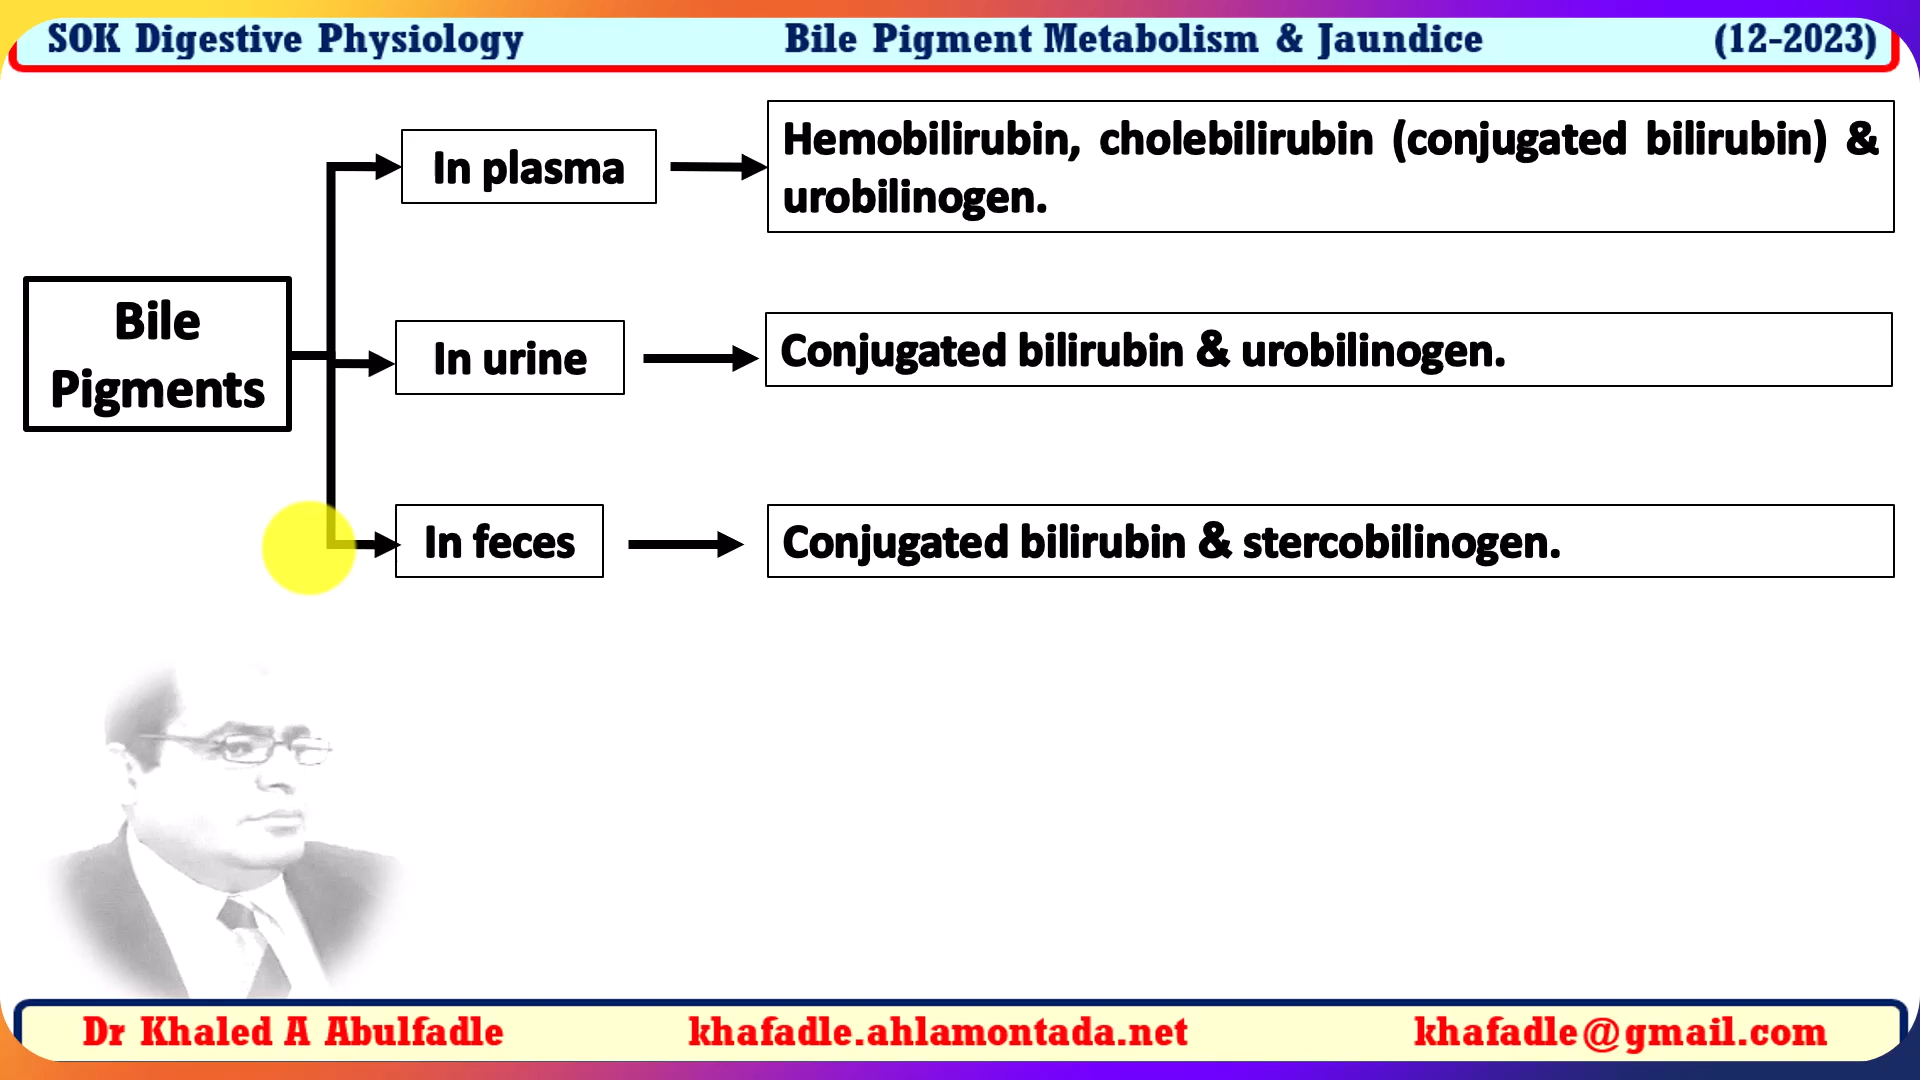 SOK Digestive Physiology Bile Pigment Metabolism & Jaundice (12-2023)
In plasma
Hemobilirubin, cholebilirubin (conjugated bilirubin) &
urobilinogen.
Bile
Pigments
In urine
Conjugated bilirubin & urobilinogen.
In feces
Conjugated bilirubin & stercobilinogen.
Dr Khaled A Abulfadle khafadle.ahlamontada.net khafadle@gmail.com